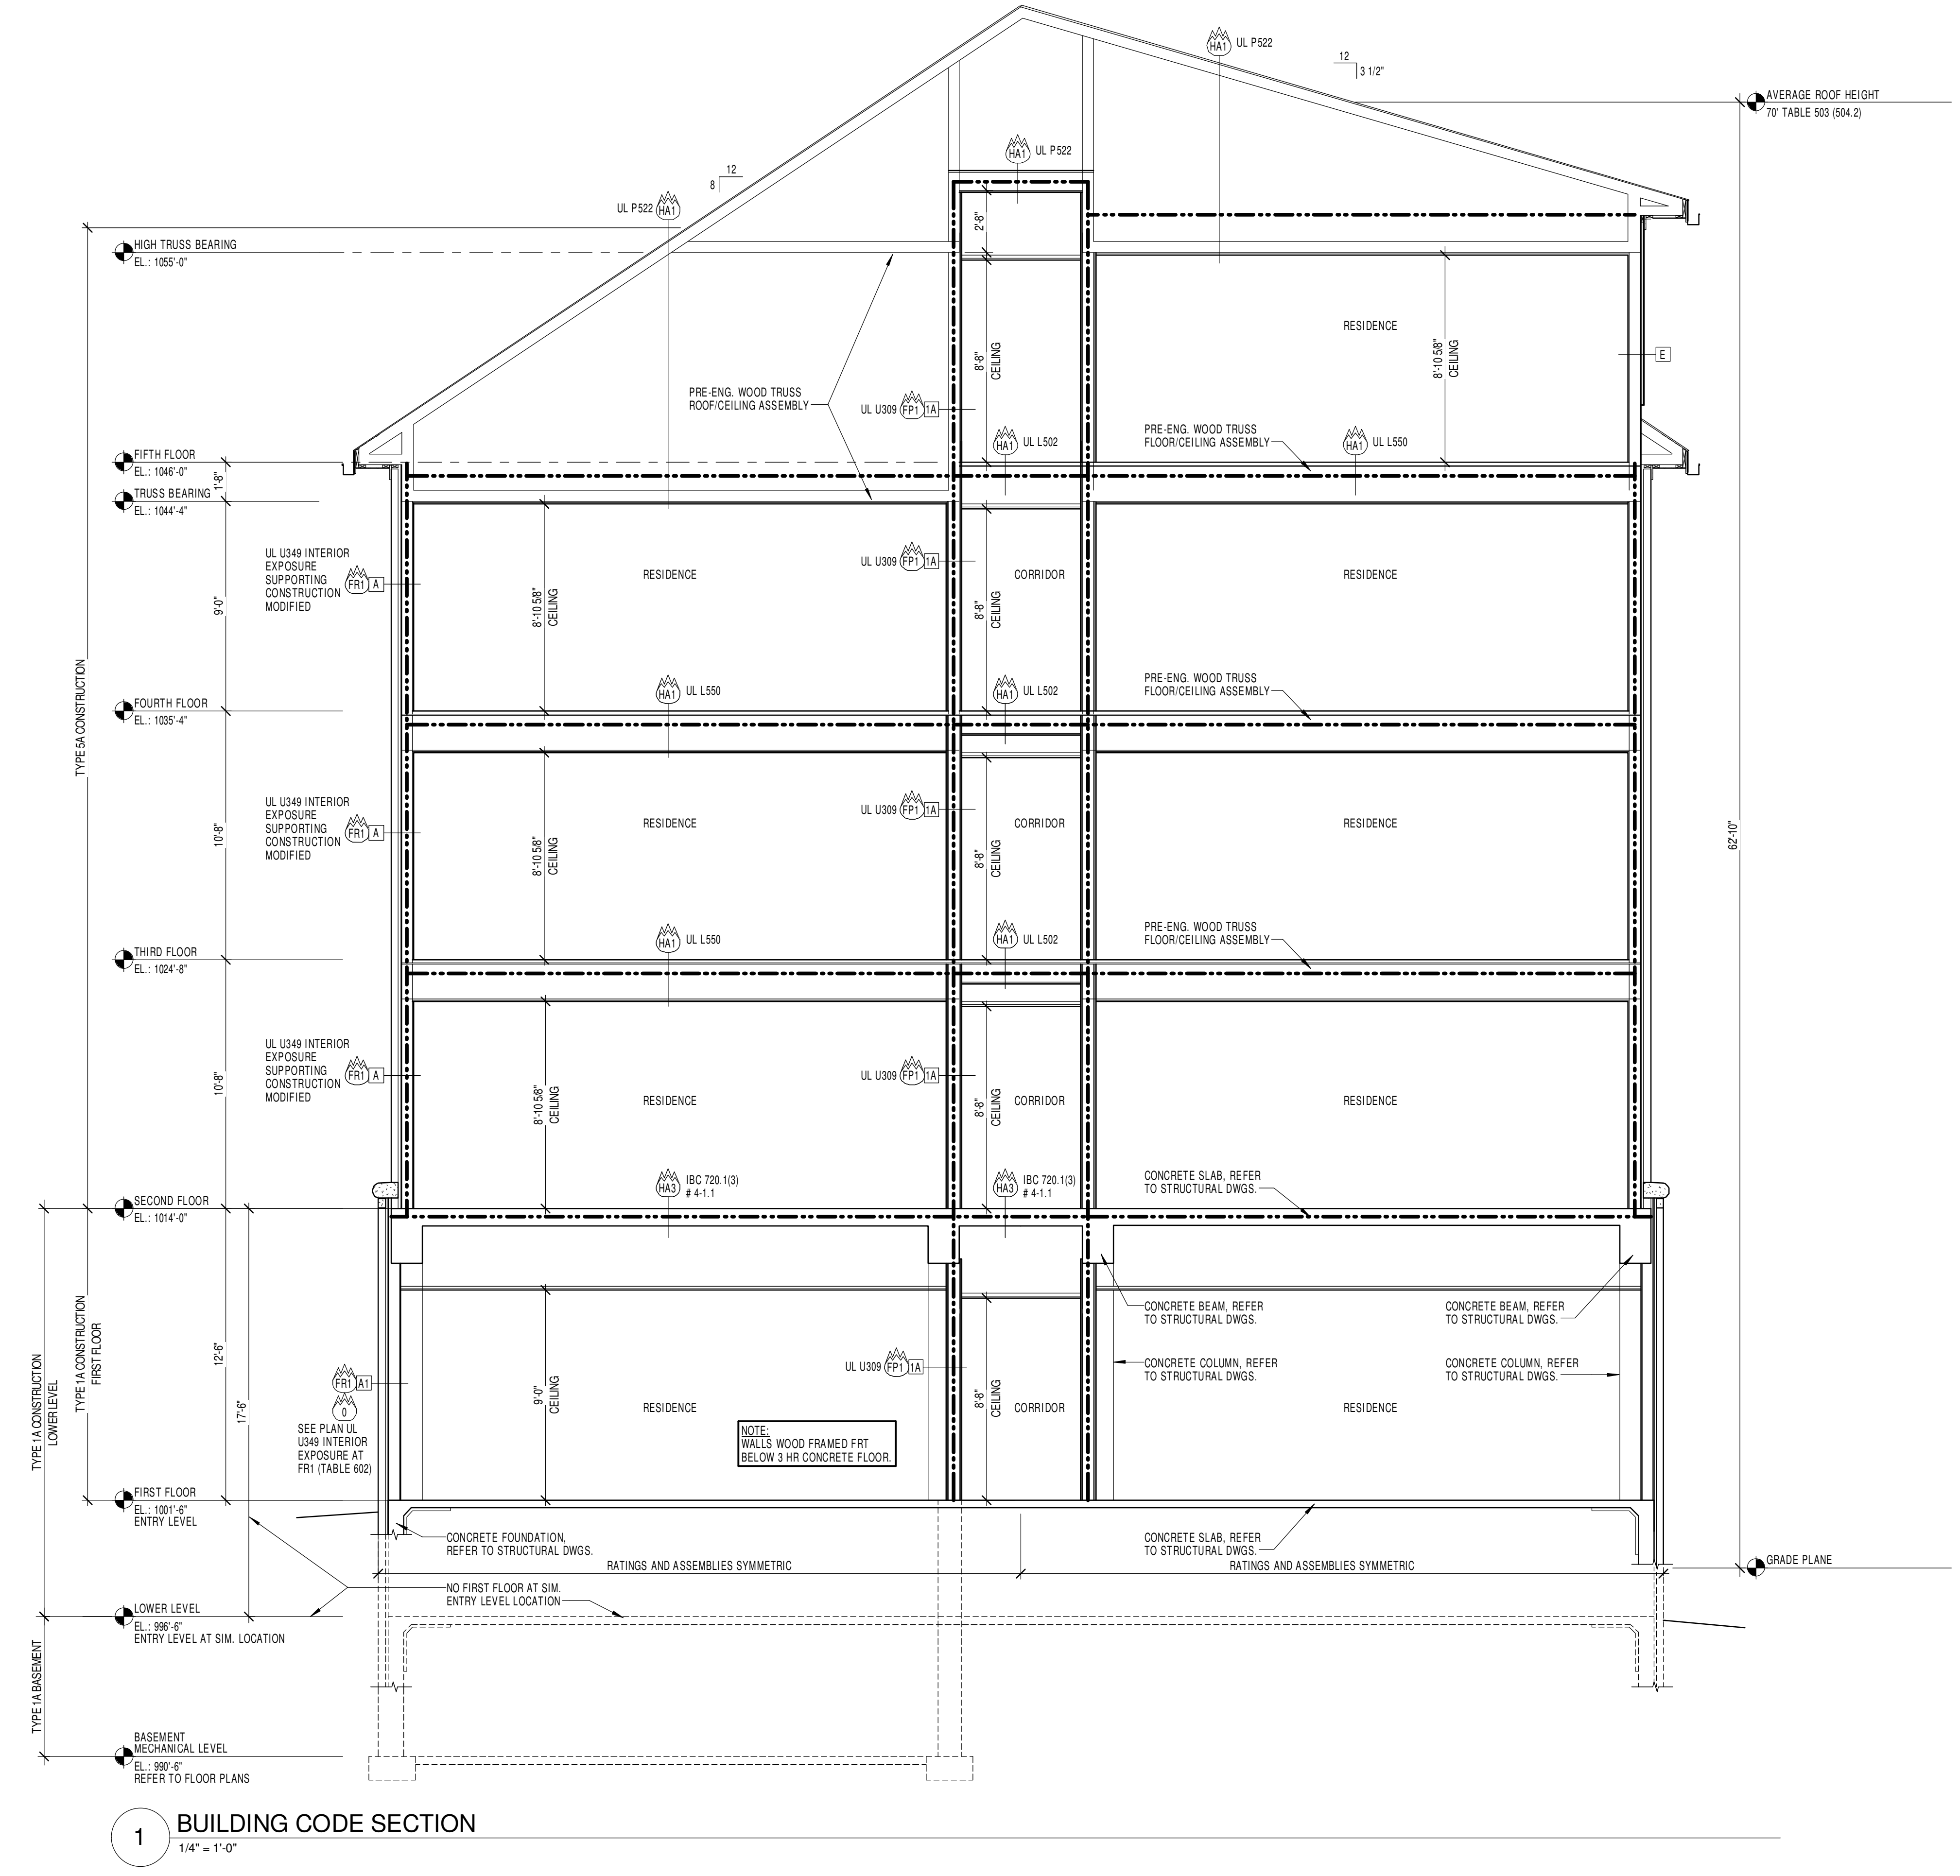 HA1 UL P522
12
3 1/2"
AVERAGE ROOF HEIGHT
70' TABLE 503 (504.2)
HA1 UL P522
12
8
UL P522 HA1
2'-8"
HIGH TRUSS BEARING
EL.: 1055'-0"
RESIDENCE
8'-8"
CEILING
8'-10 5/8"
CEILING
E
PRE-ENG. WOOD TRUSS
ROOF/CEILING ASSEMBLY
UL U309 FP1 1A
HA1 UL L502
PRE-ENG. WOOD TRUSS
FLOOR/CEILING ASSEMBLY
HA1 UL L550
FIFTH FLOOR
EL.: 1046'-0"
1'-8"
TRUSS BEARING
EL.: 1044'-4"
UL U349 INTERIOR
EXPOSURE
SUPPORTING
CONSTRUCTION
MODIFIED
FR1 A
9'-0"
8'-10 5/8"
CEILING
RESIDENCE
UL U309 FP1 1A
8'-8"
CEILING
CORRIDOR
RESIDENCE
TYPE 5A CONSTRUCTION
HA1 UL L550
HA1 UL L502
PRE-ENG. WOOD TRUSS
FLOOR/CEILING ASSEMBLY
FOURTH FLOOR
EL.: 1035'-4"
UL U349 INTERIOR
EXPOSURE
SUPPORTING
CONSTRUCTION
MODIFIED
FR1 A
10'-8"
8'-10 5/8"
CEILING
RESIDENCE
UL U309 FP1 1A
8'-8"
CEILING
CORRIDOR
RESIDENCE
62'-10"
HA1 UL L550
HA1 UL L502
PRE-ENG. WOOD TRUSS
FLOOR/CEILING ASSEMBLY
THIRD FLOOR
EL.: 1024'-8"
UL U349 INTERIOR
EXPOSURE
SUPPORTING
CONSTRUCTION
MODIFIED
FR1 A
10'-8"
8'-10 5/8"
CEILING
RESIDENCE
UL U309 FP1 1A
8'-8"
CEILING
CORRIDOR
RESIDENCE
HA3 IBC 720.1(3)
# 4-1.1
HA3 IBC 720.1(3)
# 4-1.1
CONCRETE SLAB, REFER
TO STRUCTURAL DWGS.
SECOND FLOOR
EL.: 1014'-0"
TYPE 1A CONSTRUCTION
LOWER LEVEL
TYPE 1A CONSTRUCTION
FIRST FLOOR
12'-6"
17'-6"
CONCRETE BEAM, REFER
TO STRUCTURAL DWGS.
CONCRETE BEAM, REFER
TO STRUCTURAL DWGS.
CONCRETE COLUMN, REFER
TO STRUCTURAL DWGS.
CONCRETE COLUMN, REFER
TO STRUCTURAL DWGS.
UL U309 FP1 1A
FR1 A1
0
SEE PLAN UL
U349 INTERIOR
EXPOSURE AT
FR1 (TABLE 602)
9'-0"
CEILING
RESIDENCE
8'-8"
CEILING
CORRIDOR
RESIDENCE
NOTE:
WALLS WOOD FRAMED FRT
BELOW 3 HR CONCRETE FLOOR.
FIRST FLOOR
EL.: 1001'-6"
ENTRY LEVEL
CONCRETE FOUNDATION,
REFER TO STRUCTURAL DWGS.
CONCRETE SLAB, REFER
TO STRUCTURAL DWGS.
RATINGS AND ASSEMBLIES SYMMETRIC
RATINGS AND ASSEMBLIES SYMMETRIC
GRADE PLANE
NO FIRST FLOOR AT SIM.
ENTRY LEVEL LOCATION
LOWER LEVEL
EL.: 996'-6"
ENTRY LEVEL AT SIM. LOCATION
TYPE 1A BASEMENT
BASEMENT
MECHANICAL LEVEL
EL.: 990'-6"
REFER TO FLOOR PLANS
1
BUILDING CODE SECTION
1/4" = 1'-0"